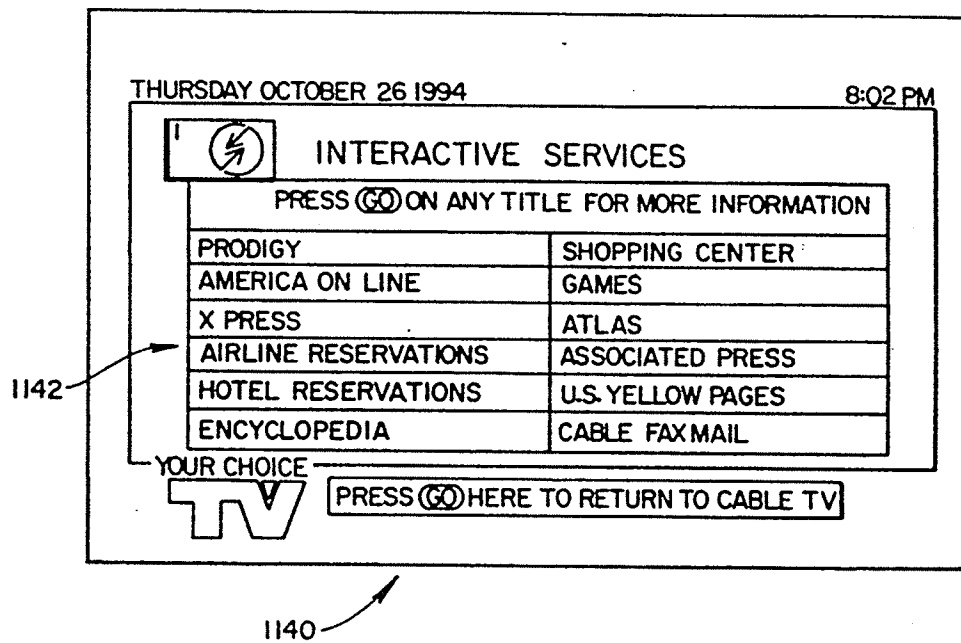 THURSDAY OCTOBER 26 1994 8:02 PM
1 INTERACTIVE SERVICES
PRESS GO ON ANY TITLE FOR MORE INFORMATION
PRODIGY SHOPPING CENTER
AMERICA ON LINE GAMES
X PRESS ATLAS
AIRLINE RESERVATIONS ASSOCIATED PRESS
HOTEL RESERVATIONS U.S. YELLOW PAGES
ENCYCLOPEDIA CABLE FAXMAIL
1142
YOUR CHOICE
TV PRESS GO HERE TO RETURN TO CABLE TV
1140